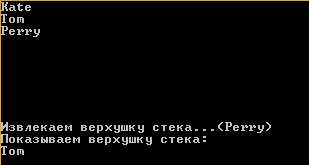 Kate
Tom
Perry
Извлекаем верхушку стека...(Perry)
Показываем верхушку стека:
Tom